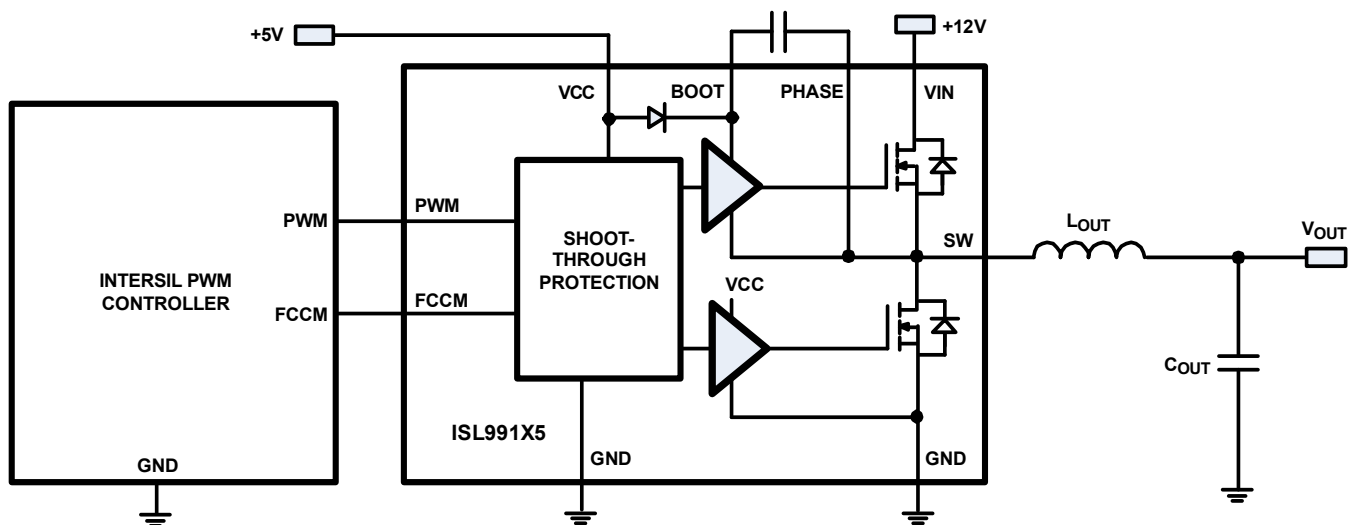 +5V
+12V
VCC
BOOT
PHASE
VIN
PWM
PWM
SHOOT-
THROUGH
PROTECTION
SW
LOUT
VOUT
INTERSIL PWM
CONTROLLER
FCCM
FCCM
VCC
COUT
ISL991X5
GND
GND
GND